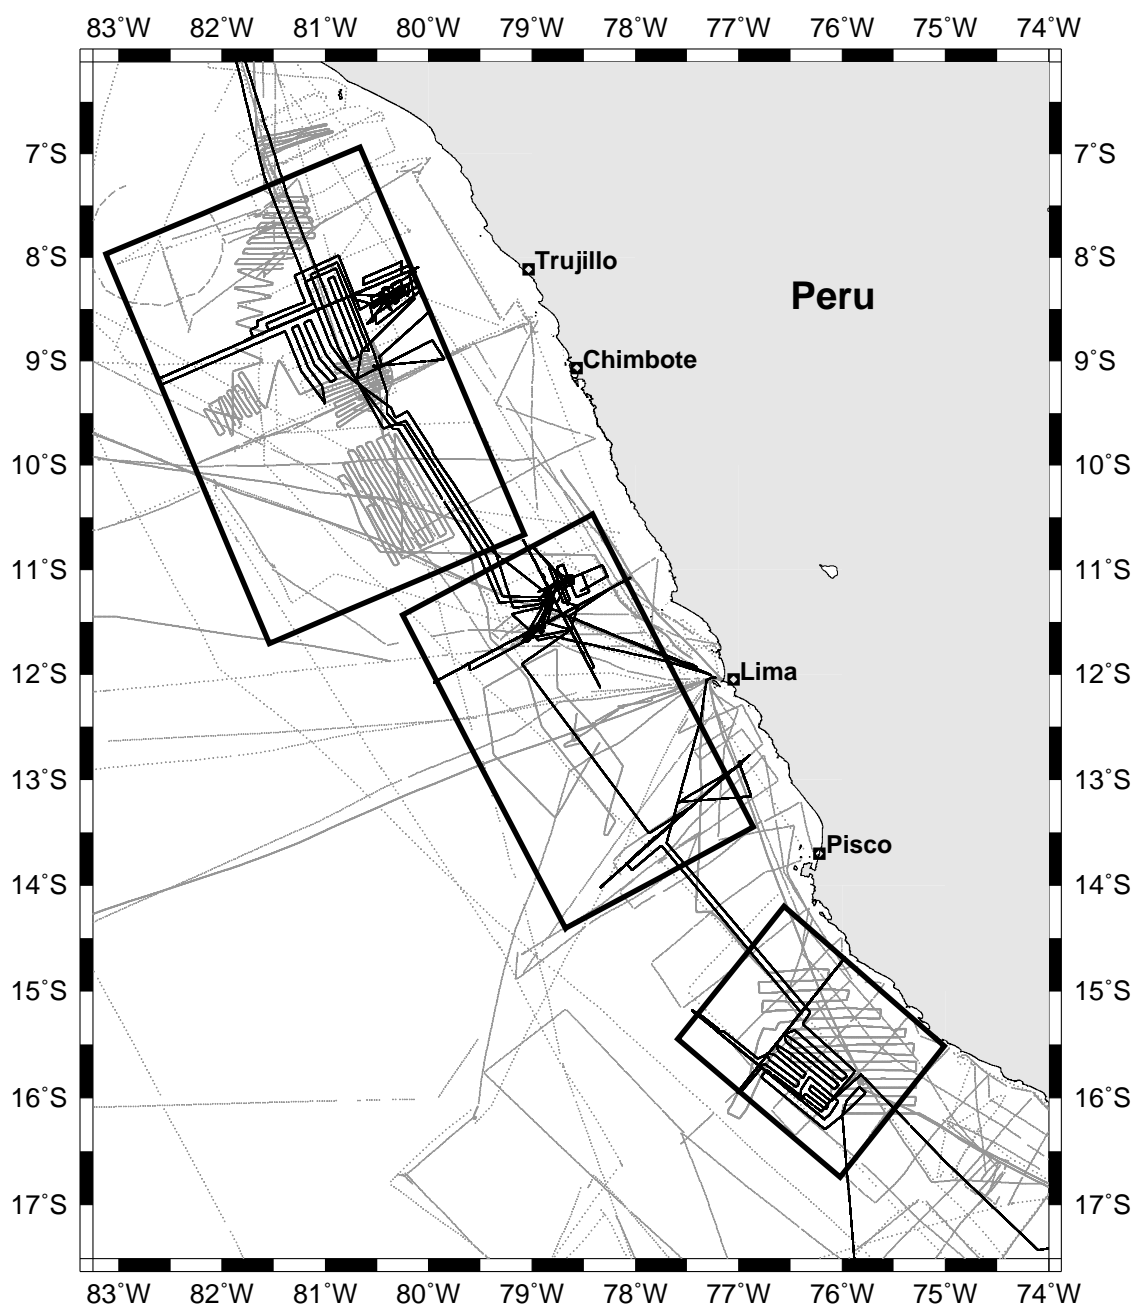 83˚W 82˚W 81˚W 80˚W 79˚W 78˚W 77˚W 76˚W 75˚W 74˚W
7˚S 7˚S
8˚S Trujillo 8˚S
Peru
9˚S Chimbote 9˚S
10˚S 10˚S
11˚S 11˚S
12˚S Lima 12˚S
13˚S 13˚S
Pisco
14˚S 14˚S
15˚S 15˚S
16˚S 16˚S
17˚S 17˚S
83˚W 82˚W 81˚W 80˚W 79˚W 78˚W 77˚W 76˚W 75˚W 74˚W